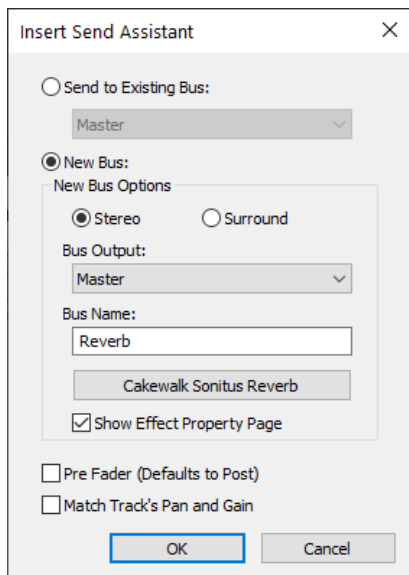 Insert Send Assistant
Send to Existing Bus:
Master
New Bus:
New Bus Options
Stereo Surround
Bus Output:
Master
Bus Name:
Reverb
Cakewalk Sonitus Reverb
Show Effect Property Page
Pre Fader (Defaults to Post)
Match Track's Pan and Gain
OK Cancel